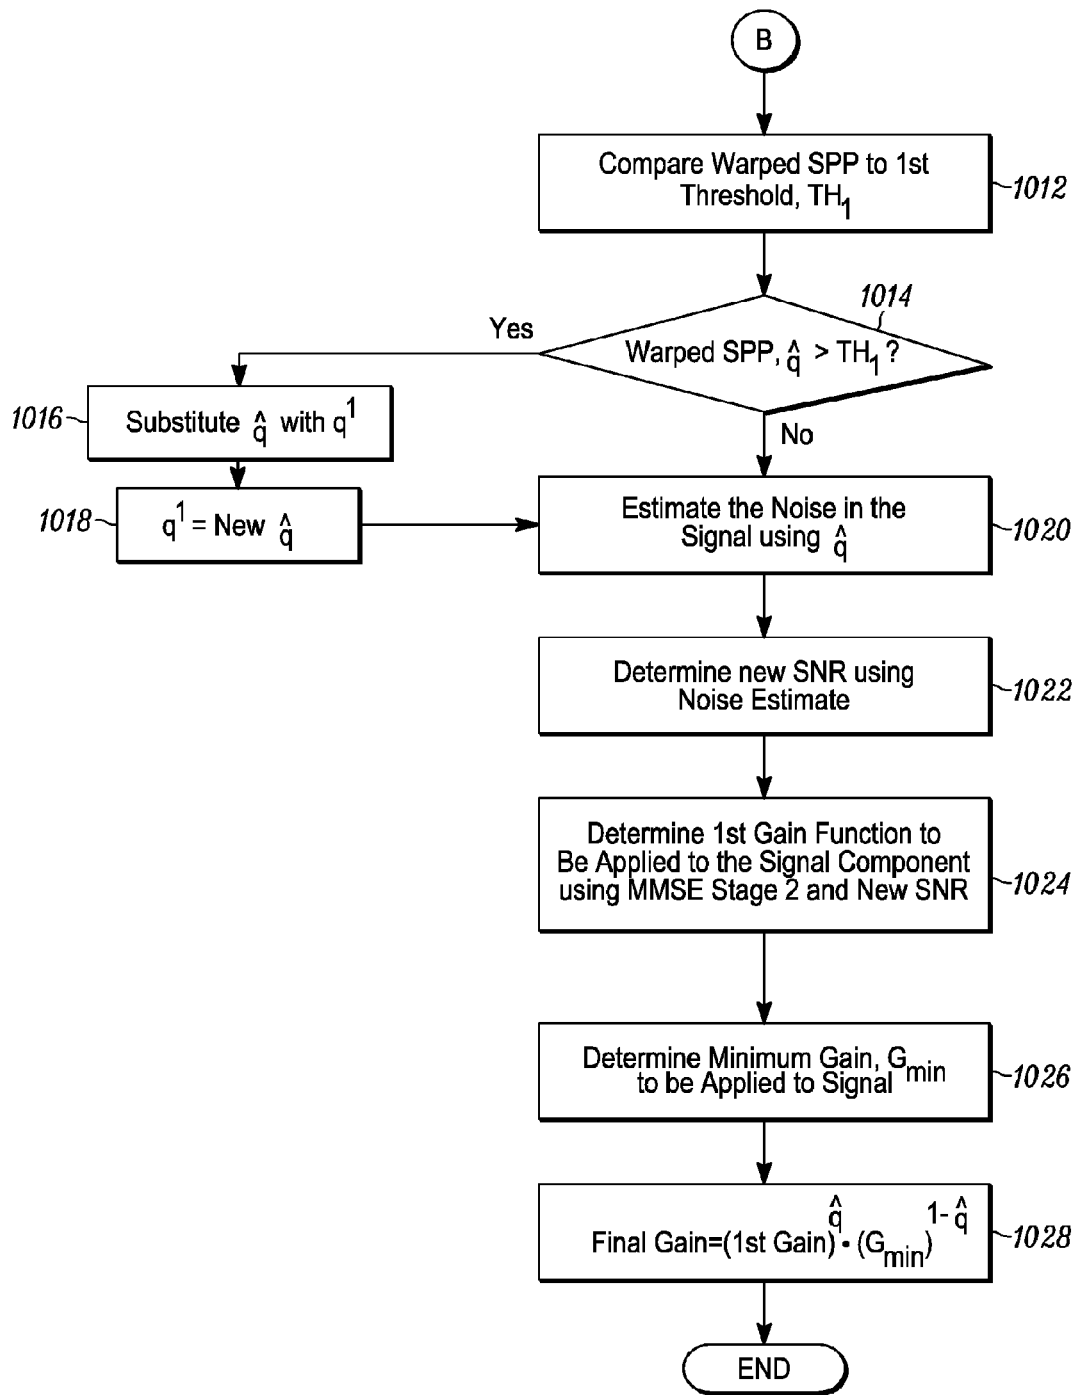 B
Compare Warped SPP to 1st
Threshold, TH₁
1012
1014
Yes
Warped SPP, q̂ > TH₁ ?
1016
Substitute q̂ with q¹
No
1018
q¹ = New q̂
Estimate the Noise in the
Signal using q̂
1020
Determine new SNR using
Noise Estimate
1022
Determine 1st Gain Function to
Be Applied to the Signal Component
using MMSE Stage 2 and New SNR
1024
Determine Minimum Gain, G_min
to be Applied to Signal
1026
Final Gain=(1st Gain)^q̂ · (G_min)^1-q̂
1028
END